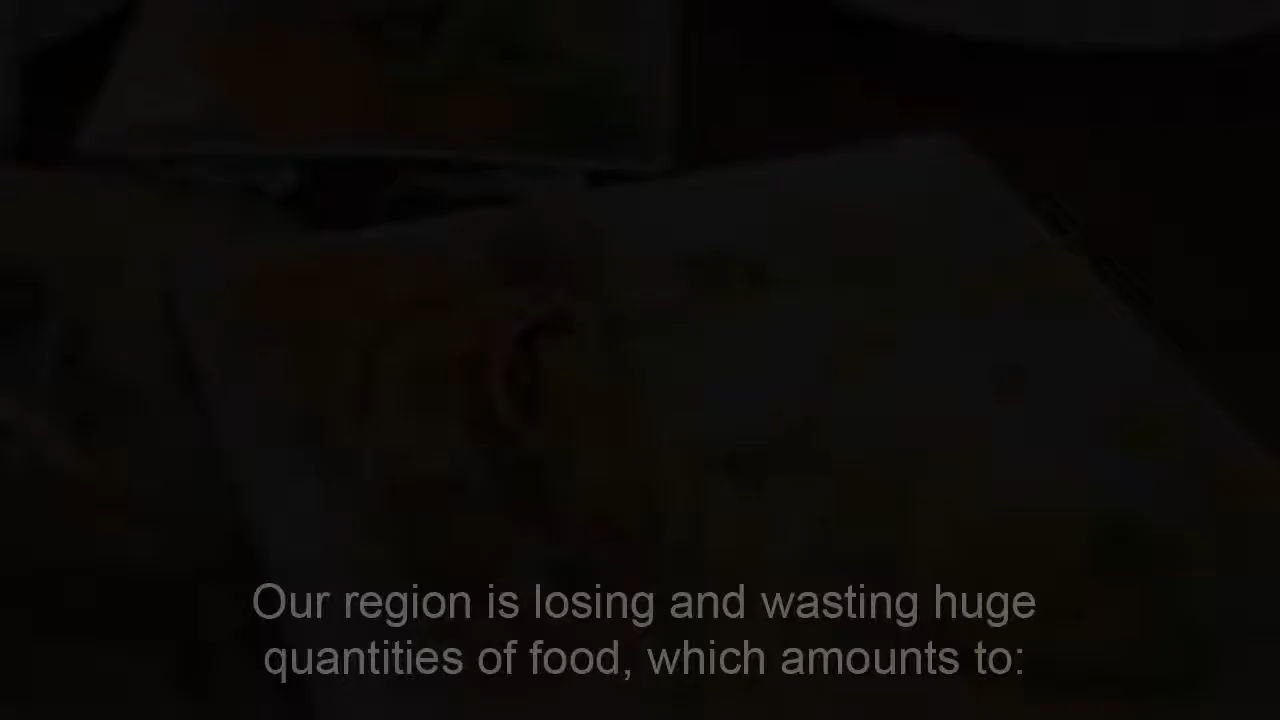 Our region is losing and wasting huge
quantities of food, which amounts to: